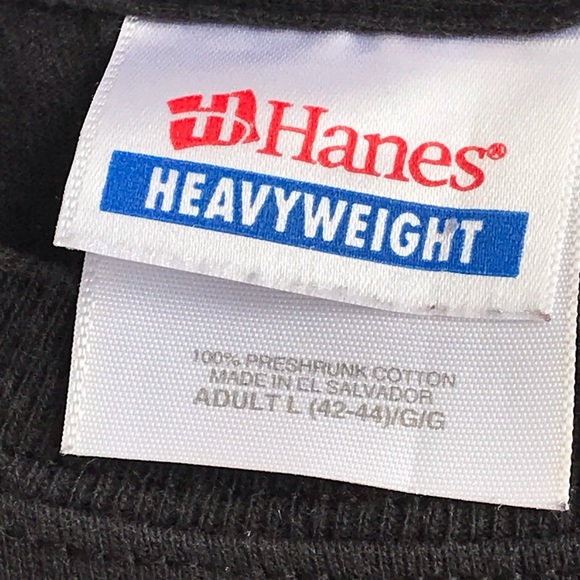 Hanes®
HEAVYWEIGHT
100% PRESHRUNK COTTON
MADE IN EL SALVADOR
ADULT L (42-44)/G/G